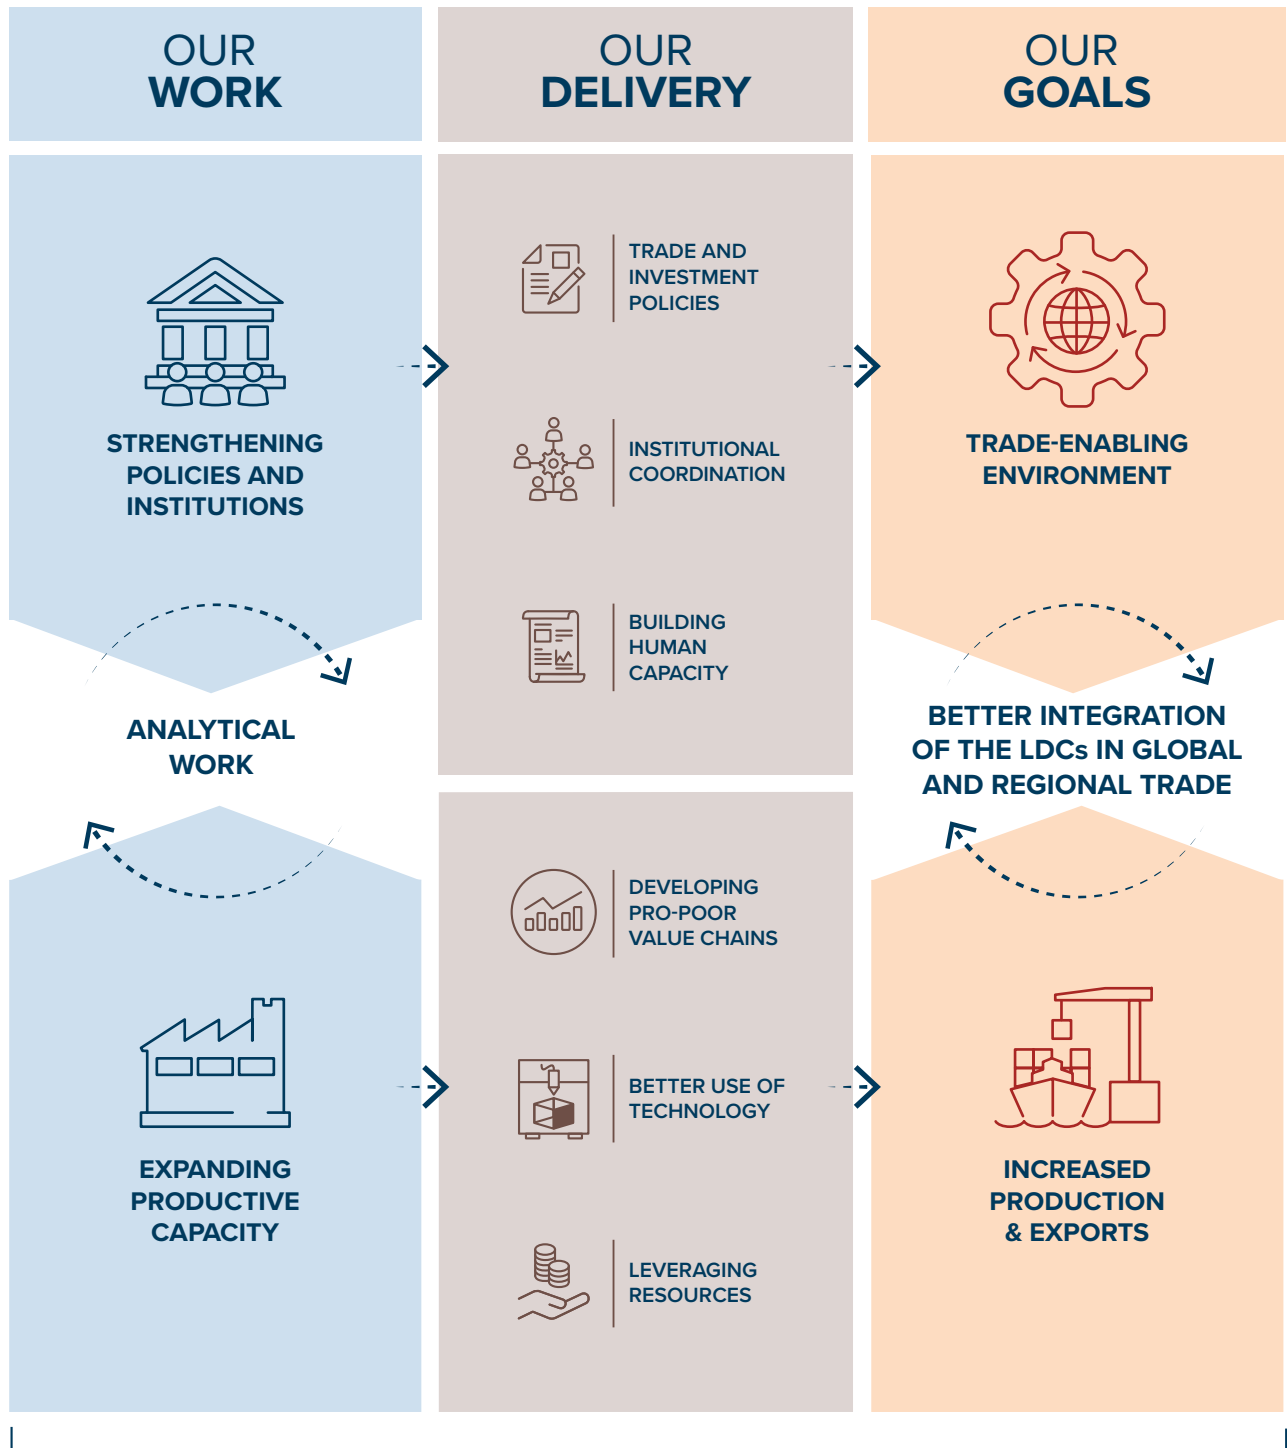 OUR
WORK
OUR
DELIVERY
OUR
GOALS
STRENGTHENING
POLICIES AND
INSTITUTIONS
TRADE AND
INVESTMENT
POLICIES
INSTITUTIONAL
COORDINATION
BUILDING
HUMAN
CAPACITY
TRADE-ENABLING
ENVIRONMENT
ANALYTICAL
WORK
BETTER INTEGRATION
OF THE LDCs IN GLOBAL
AND REGIONAL TRADE
EXPANDING
PRODUCTIVE
CAPACITY
DEVELOPING
PRO-POOR
VALUE CHAINS
BETTER USE OF
TECHNOLOGY
LEVERAGING
RESOURCES
INCREASED
PRODUCTION
& EXPORTS